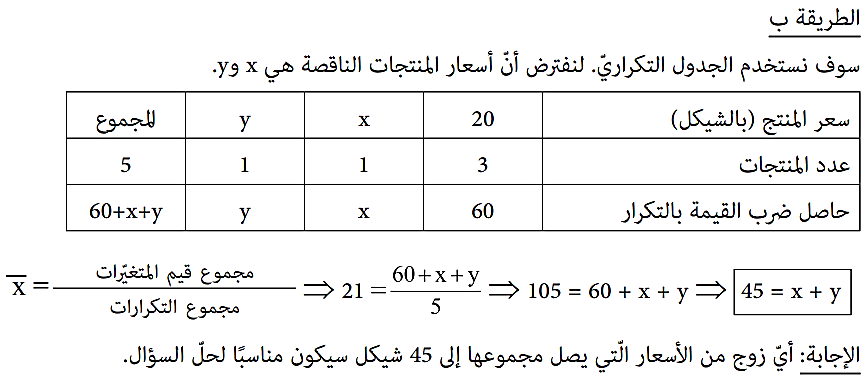 الطريقة ب
سوف نستخدم الجدول التكراريّ. لنفترض أنّ أسعار المنتجات الناقصة هي x وy.
سعر المنتج (بالشيكل) 20 x y المجموع
عدد المنتجات 3 1 1 5
حاصل ضرب القيمة بالتكرار 60 x y 60+x+y
x̅ = مجموع قيم المتغيّرات / مجموع التكرارات ⟹ 21 = (60+x+y)/5 ⟹ 105 = 60 + x + y ⟹ 45 = x + y
الإجابة: أيّ زوج من الأسعار الّتي يصل مجموعها إلى 45 شيكل سيكون مناسبًا لحلّ السؤال.